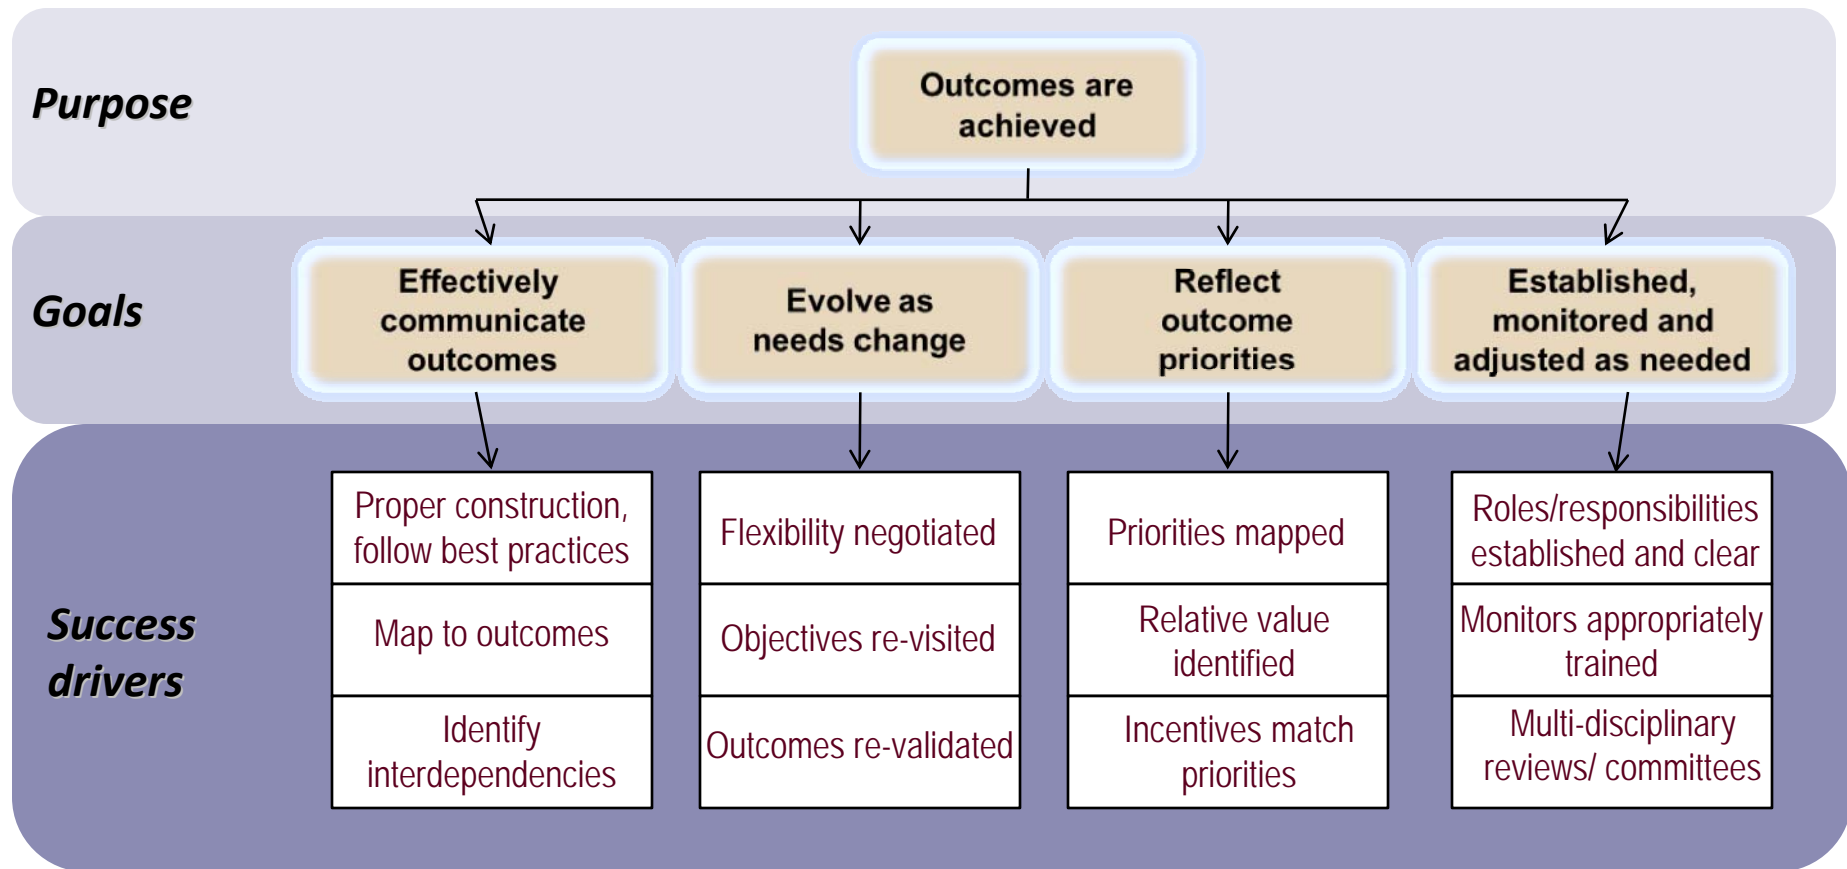 Purpose
Outcomes are
achieved
Goals
Effectively
communicate
outcomes
Evolve as
needs change
Reflect
outcome
priorities
Established,
monitored and
adjusted as needed
Success
drivers
Proper construction,
follow best practices
Map to outcomes
Identify
interdependencies
Flexibility negotiated
Objectives re-visited
Outcomes re-validated
Priorities mapped
Relative value
identified
Incentives match
priorities
Roles/responsibilities
established and clear
Monitors appropriately
trained
Multi-disciplinary
reviews/ committees